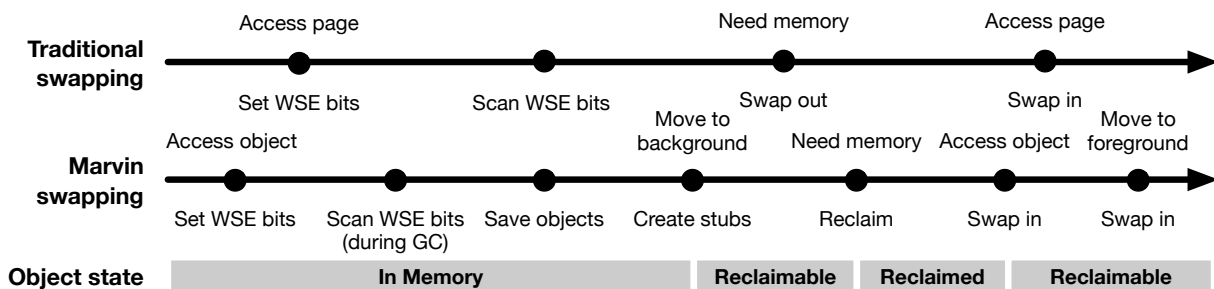 Access page
Need memory
Access page
Traditional
swapping
Set WSE bits
Scan WSE bits
Swap out
Swap in
Access object
Move to
background
Need memory
Access object
Move to
foreground
Marvin
swapping
Set WSE bits
Scan WSE bits
(during GC)
Save objects
Create stubs
Reclaim
Swap in
Swap in
Object state
In Memory
Reclaimable
Reclaimed
Reclaimable